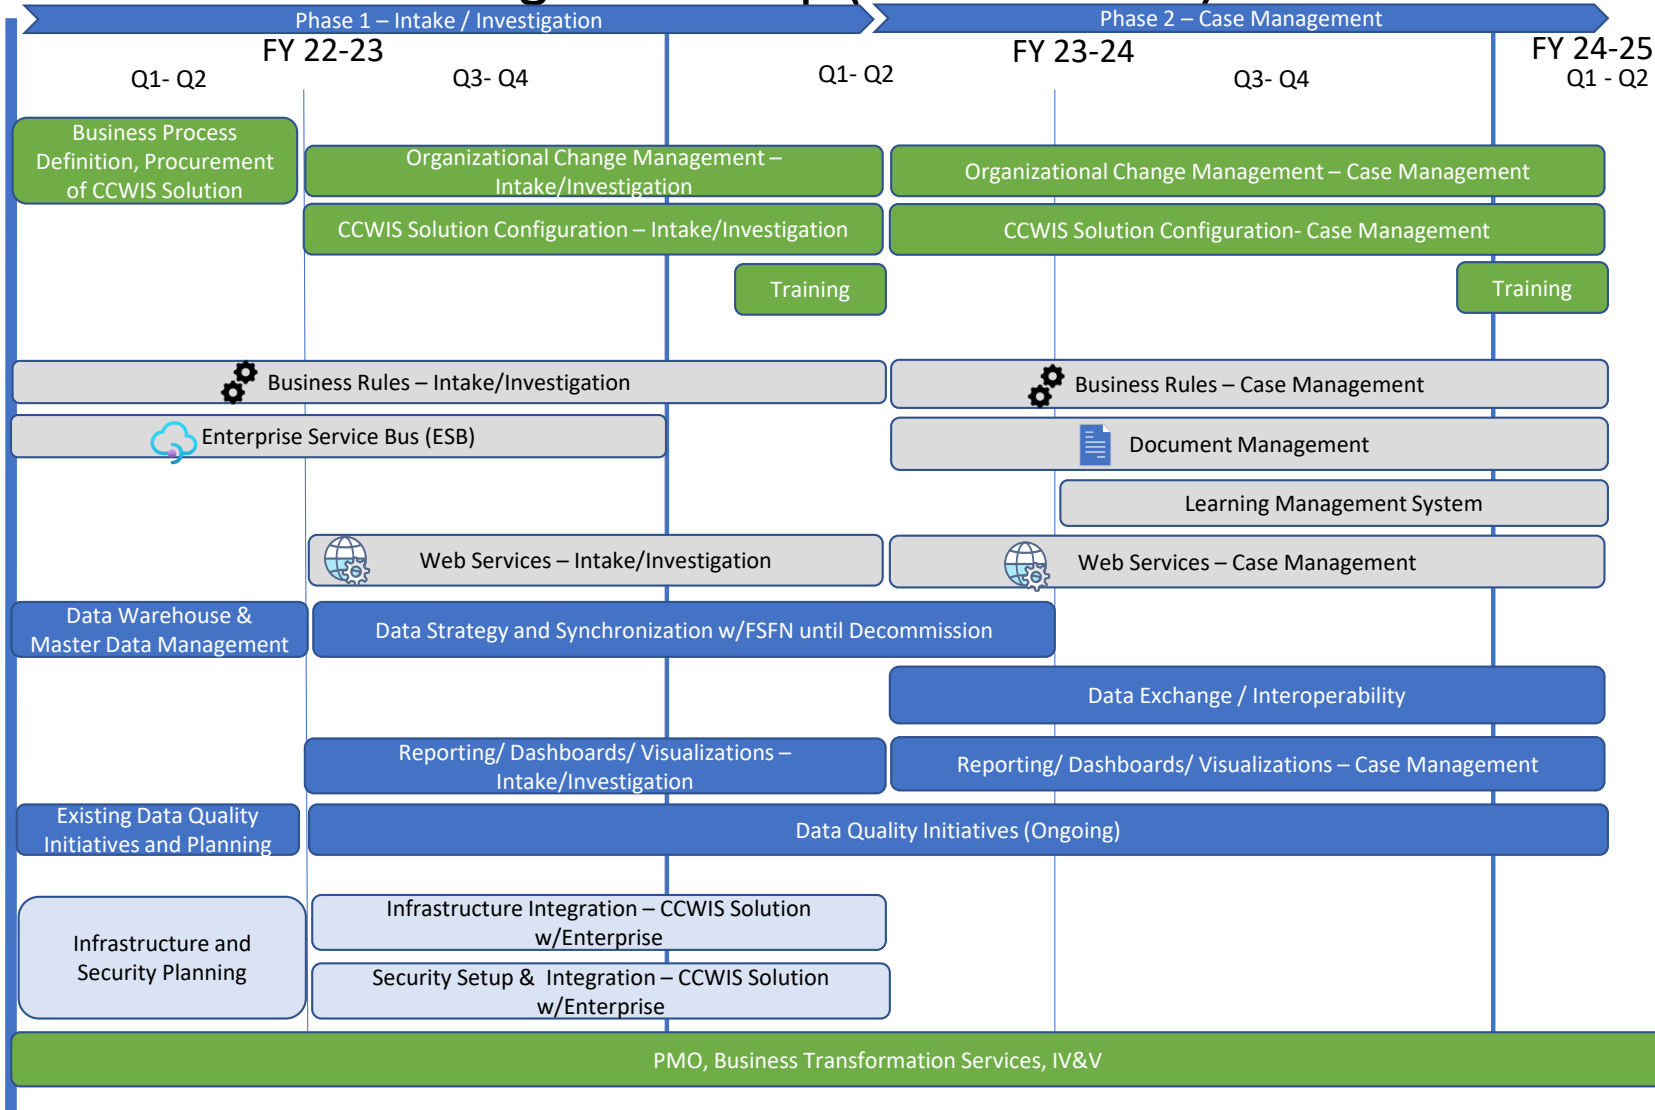 Phase 1 – Intake / Investigation
Phase 2 – Case Management
FY 22-23
FY 23-24
FY 24-25
Q1- Q2
Q3- Q4
Q1- Q2
Q3- Q4
Q1 - Q2
Business Process
Definition, Procurement
of CCWIS Solution
Organizational Change Management –
Intake/Investigation
Organizational Change Management – Case Management
CCWIS Solution Configuration – Intake/Investigation
CCWIS Solution Configuration- Case Management
Training
Training
Business Rules – Intake/Investigation
Business Rules – Case Management
Enterprise Service Bus (ESB)
Document Management
Learning Management System
Web Services – Intake/Investigation
Web Services – Case Management
Data Warehouse &
Master Data Management
Data Strategy and Synchronization w/FSFN until Decommission
Data Exchange / Interoperability
Reporting/ Dashboards/ Visualizations –
Intake/Investigation
Reporting/ Dashboards/ Visualizations – Case Management
Existing Data Quality
Initiatives and Planning
Data Quality Initiatives (Ongoing)
Infrastructure and
Security Planning
Infrastructure Integration – CCWIS Solution
w/Enterprise
Security Setup &  Integration – CCWIS Solution
w/Enterprise
PMO, Business Transformation Services, IV&V